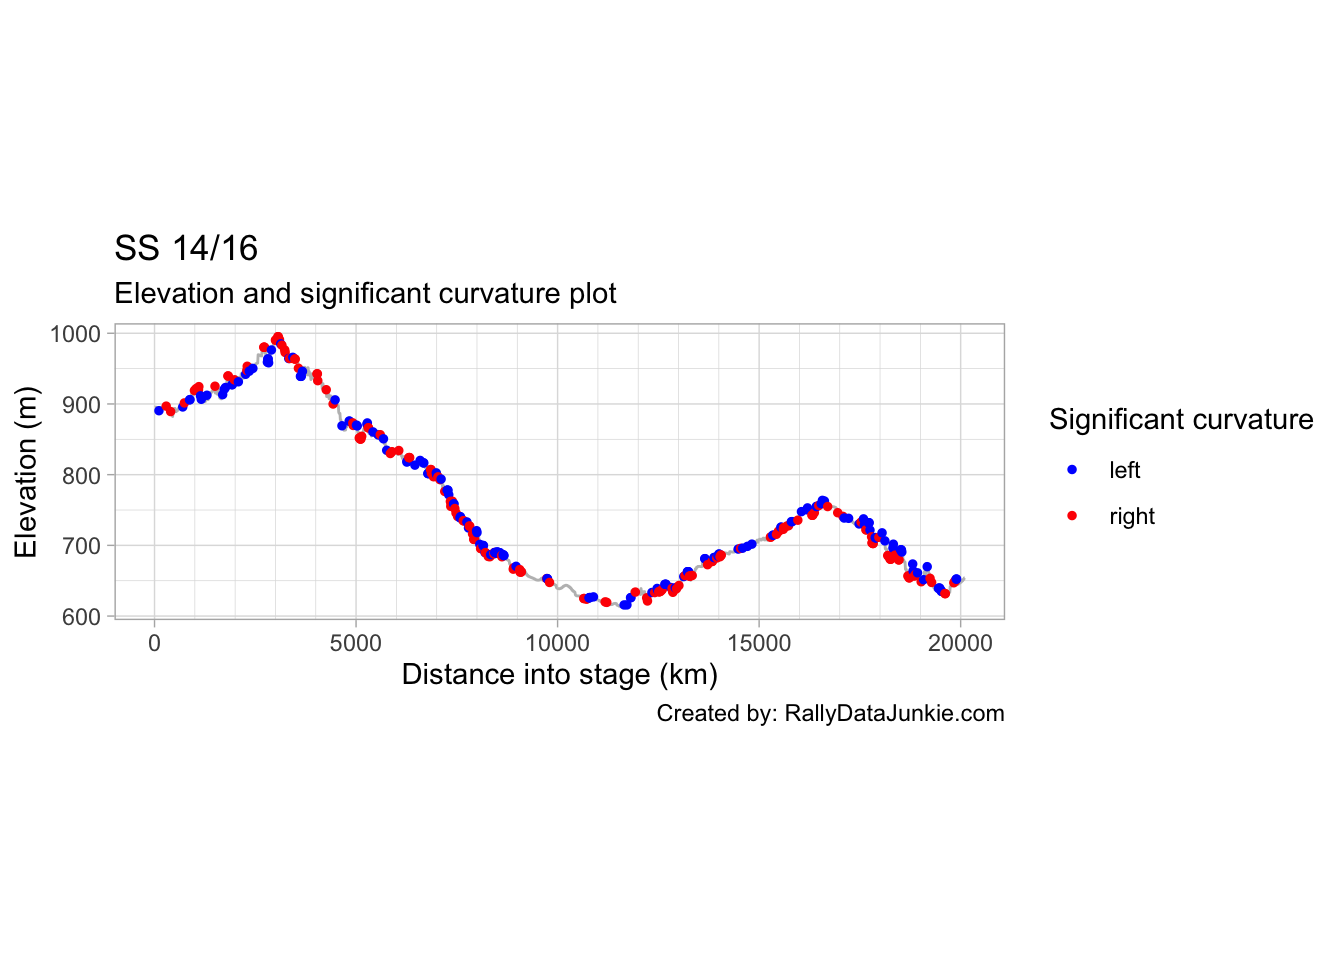 SS 14/16
Elevation and significant curvature plot
1000
900
800
700
600
Elevation (m)
0 5000 10000 15000 20000
Distance into stage (km)
Created by: RallyDataJunkie.com
Significant curvature
left
right